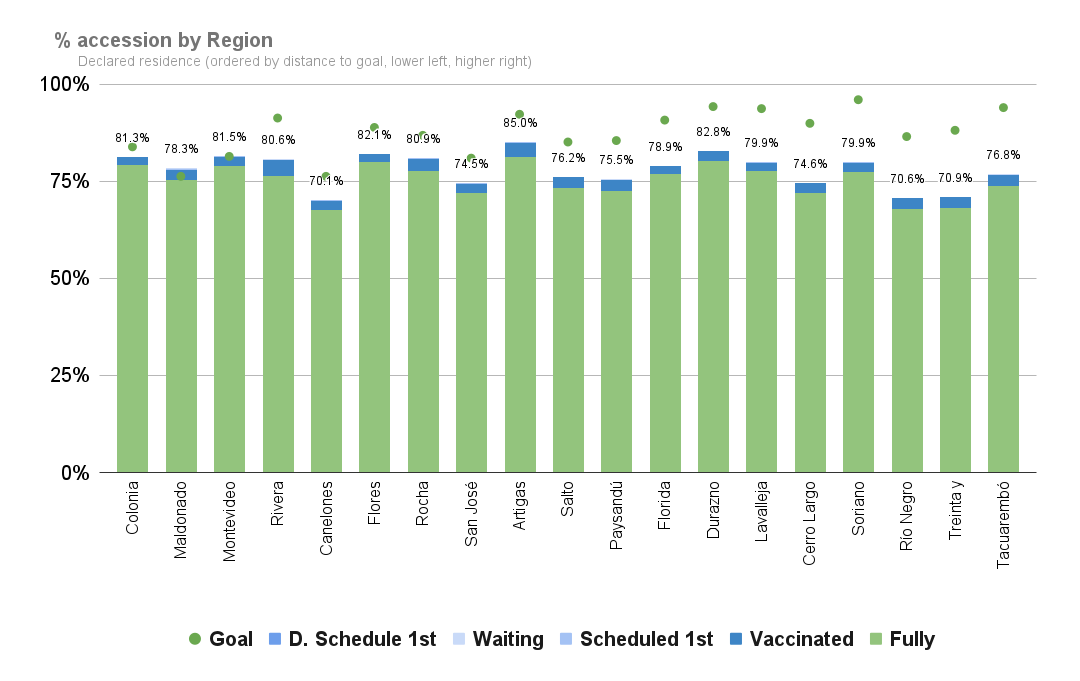 % accession by Region
Declared residence (ordered by distance to goal, lower left, higher right)
100%
75%
50%
25%
0%
81.3%
78.3%
81.5%
80.6%
70.1%
82.1%
80.9%
74.5%
85.0%
76.2%
75.5%
78.9%
82.8%
79.9%
74.6%
79.9%
70.6%
70.9%
76.8%
Colonia
Maldonado
Montevideo
Rivera
Canelones
Flores
Rocha
San José
Artigas
Salto
Paysandú
Florida
Durazno
Lavalleja
Cerro Largo
Soriano
Río Negro
Treinta y
Tacuarembó
Goal D. Schedule 1st Waiting Scheduled 1st Vaccinated Fully